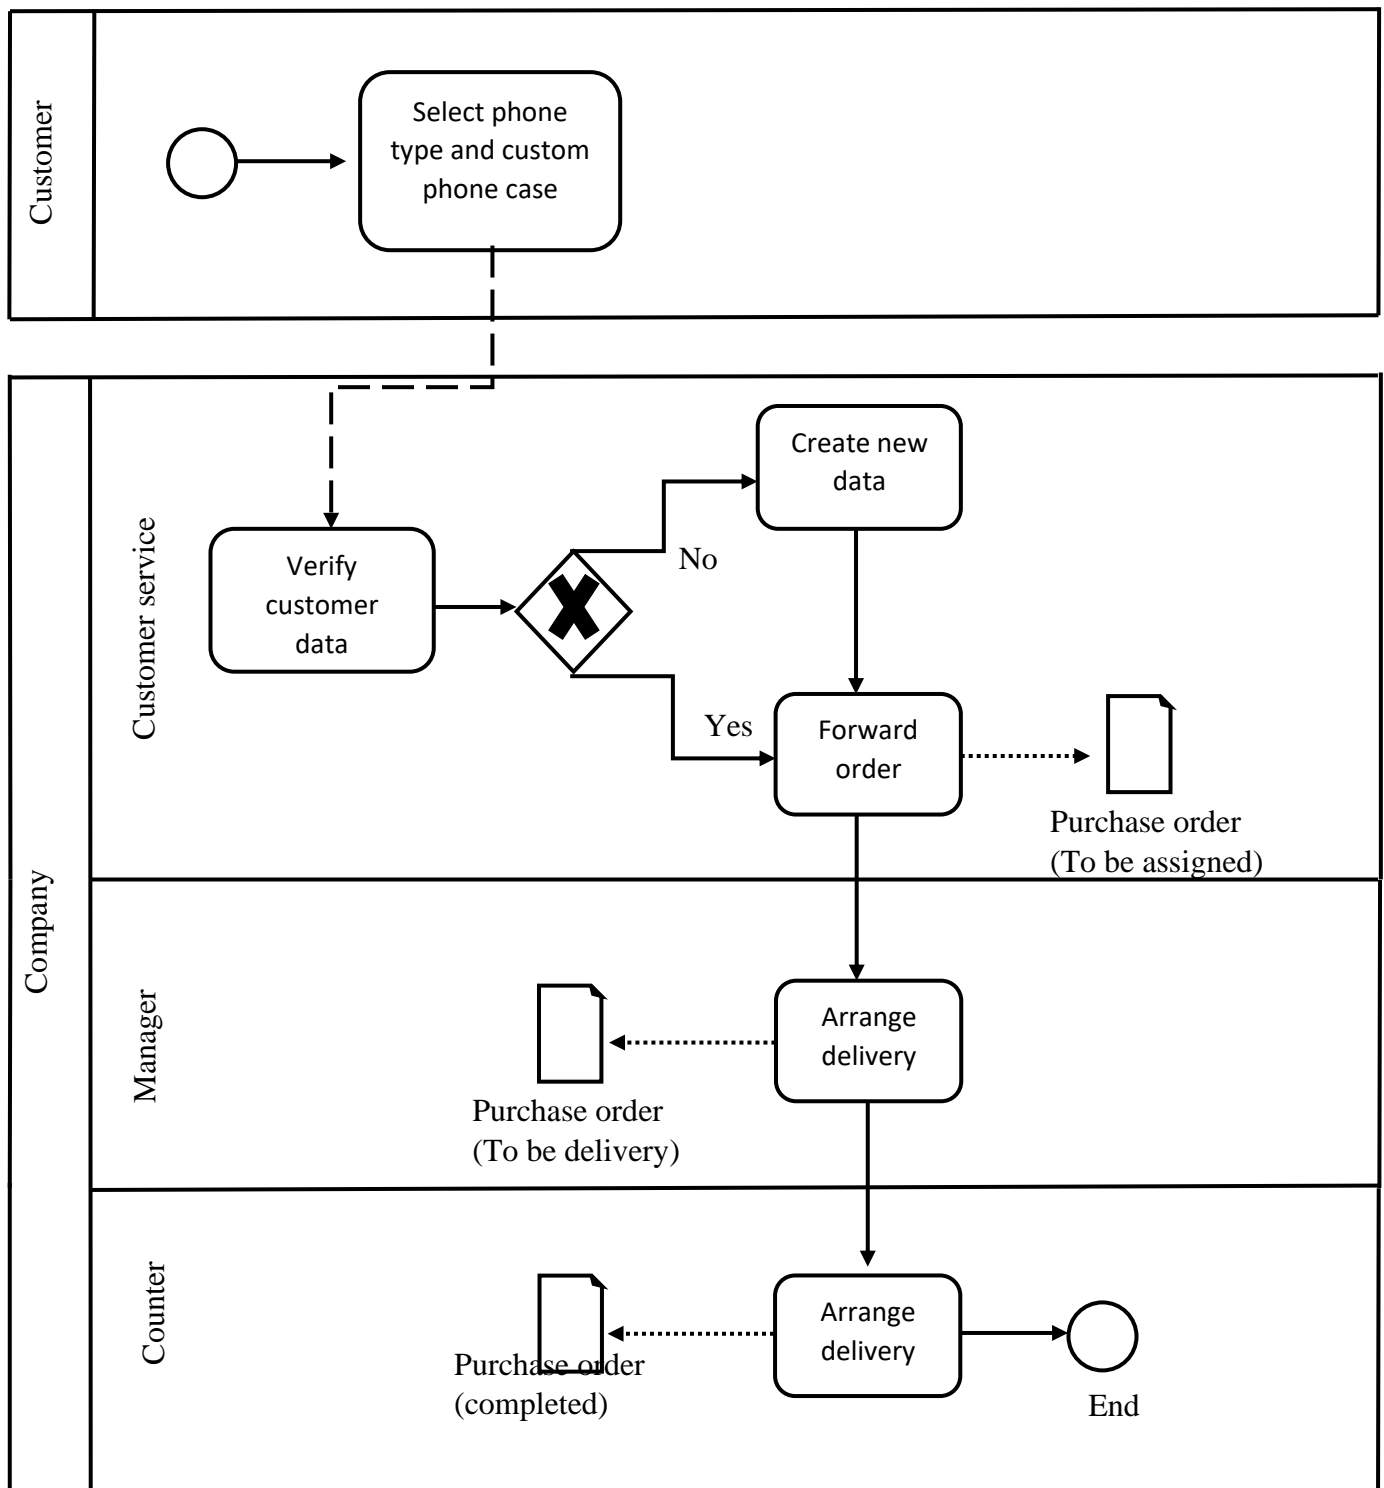 Customer
Select phone
type and custom
phone case
Company
Customer service
Create new
data
No
Verify
customer
data
Yes
Forward
order
Purchase order
(To be assigned)
Manager
Arrange
delivery
Purchase order
(To be delivery)
Counter
Arrange
delivery
Purchase order
(completed)
End